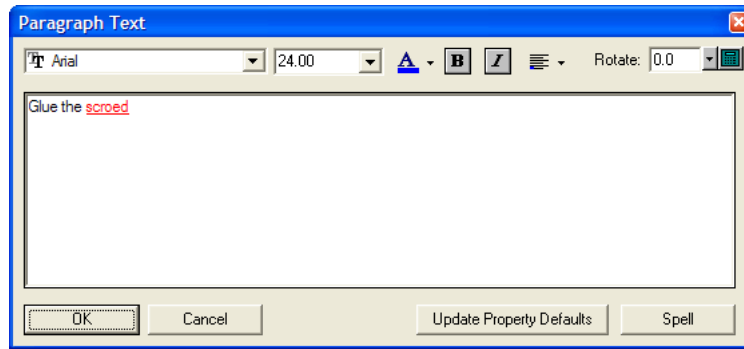 Paragraph Text
Arial 24.00 A B I Rotate: 0.0
Glue the scroed
OK Cancel Update Property Defaults Spell